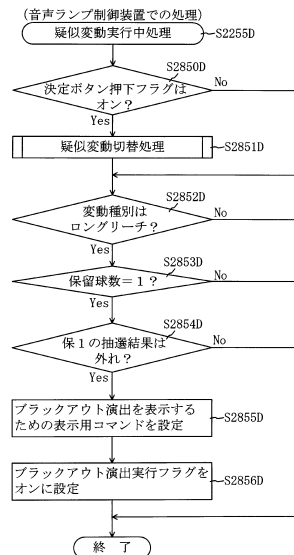 (音声ランプ制御装置での処理)
疑似変動実行中処理
S2255D
S2850D
決定ボタン押下フラグは
オン？
No
Yes
疑似変動切替処理
S2851D
S2852D
変動種別は
ロングリーチ？
No
Yes
S2853D
保留球数＝１？
No
Yes
S2854D
保１の抽選結果は
外れ？
No
Yes
ブラックアウト演出を表示する
ための表示用コマンドを設定
S2855D
ブラックアウト演出実行フラグを
オンに設定
S2856D
終 了